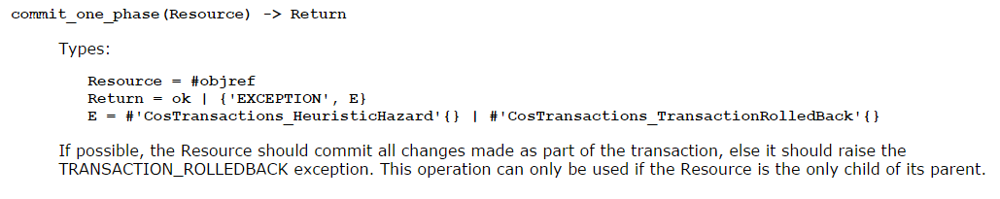 commit_one_phase(Resource) -> Return
Types:
Resource = #objref
Return = ok | {'EXCEPTION', E}
E = #'CosTransactions_HeuristicHazard'{} | #'CosTransactions_TransactionRolledBack'{}
If possible, the Resource should commit all changes made as part of the transaction, else it should raise the
TRANSACTION_ROLLEDBACK exception. This operation can only be used if the Resource is the only child of its parent.